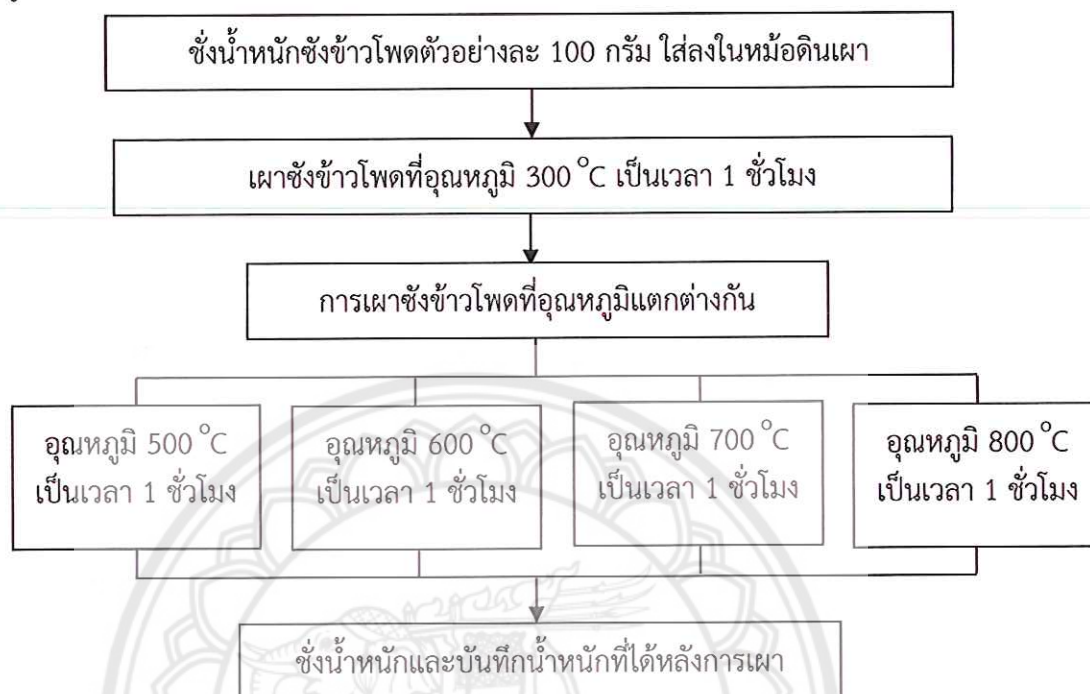 ชั่งน้ำหนักซังข้าวโพดตัวอย่างละ 100 กรัม ใส่ลงในหม้อดินเผา
เผาซังข้าวโพดที่อุณหภูมิ 300 °C เป็นเวลา 1 ชั่วโมง
การเผาซังข้าวโพดที่อุณหภูมิแตกต่างกัน
อุณหภูมิ 500 °C
เป็นเวลา 1 ชั่วโมง
อุณหภูมิ 600 °C
เป็นเวลา 1 ชั่วโมง
อุณหภูมิ 700 °C
เป็นเวลา 1 ชั่วโมง
อุณหภูมิ 800 °C
เป็นเวลา 1 ชั่วโมง
ชั่งน้ำหนักและบันทึกน้ำหนักที่ได้หลังการเผา